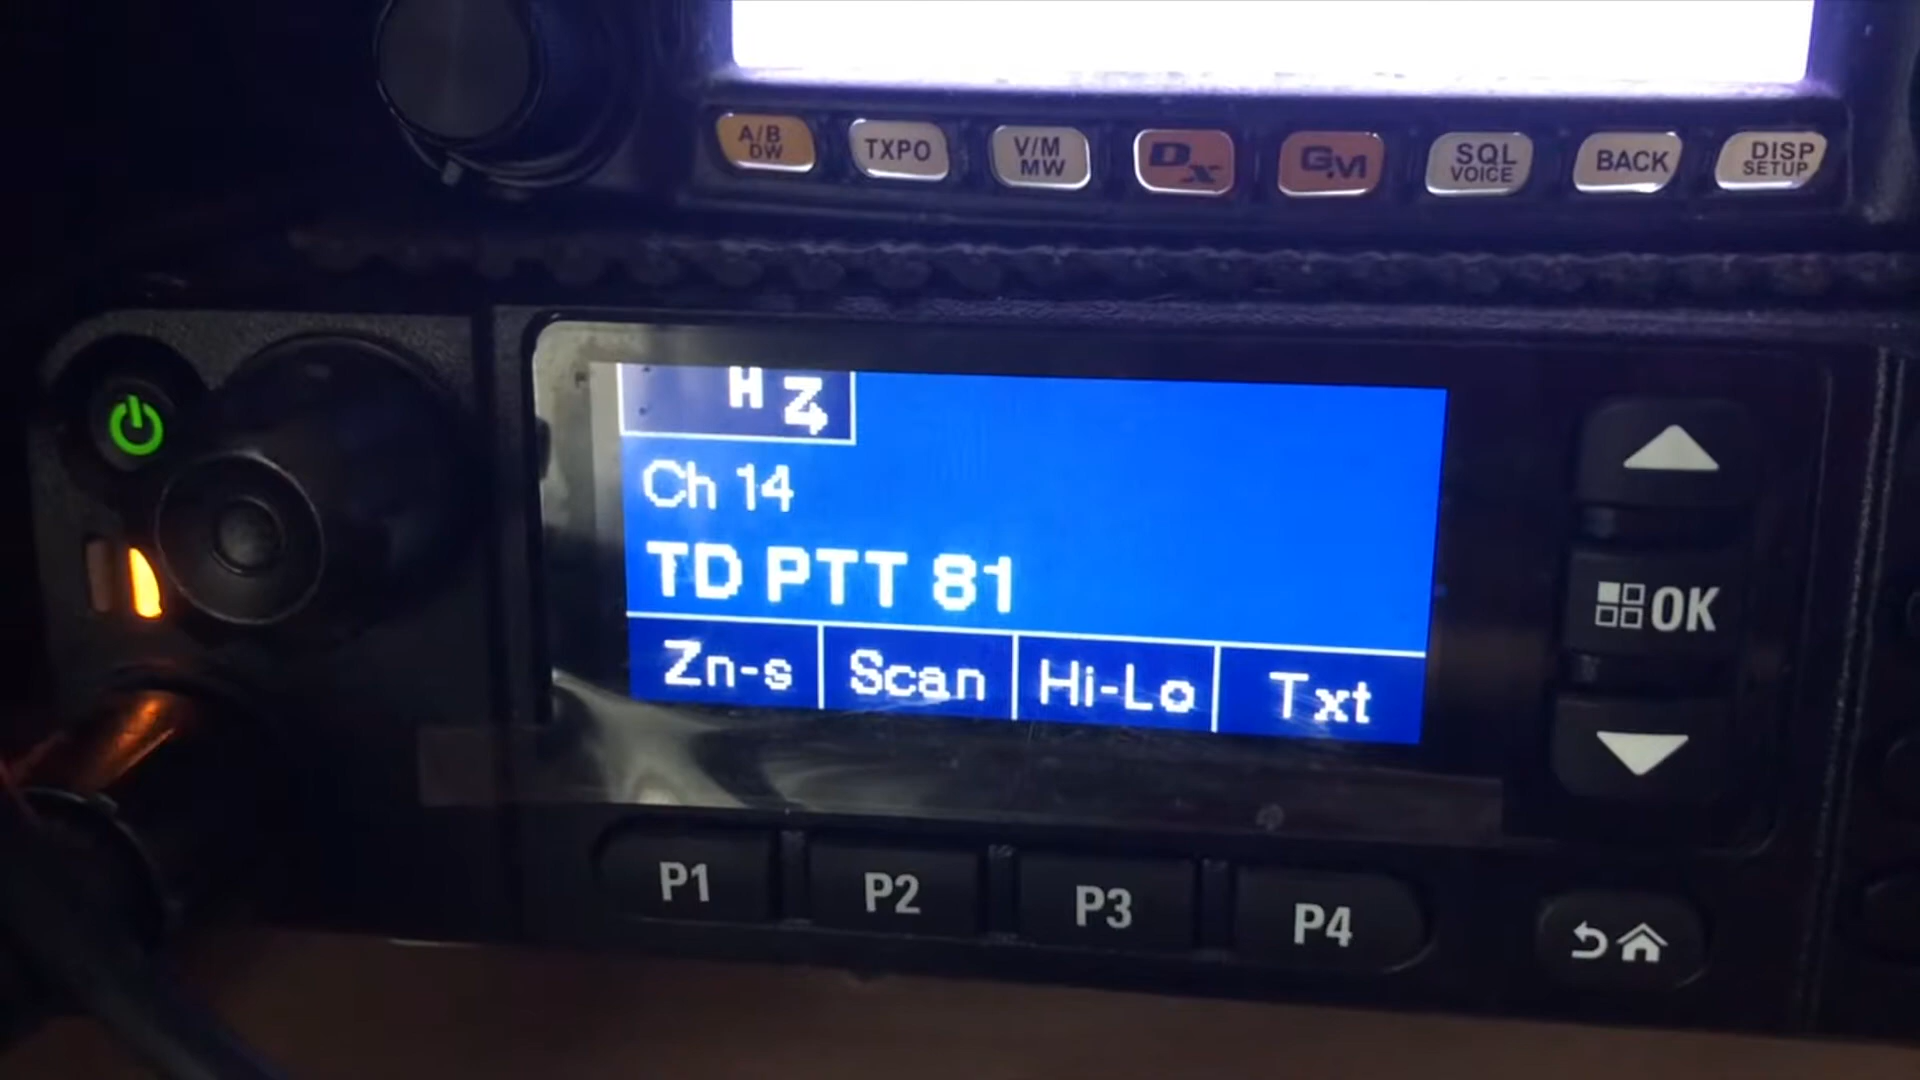 A/B DW
TXPO
V/M MW
DX
GM
SQL VOICE
BACK
DISP SETUP
Ch 14
TD PTT 81
Zn-s
Scan
Hi-Lo
Txt
OK
P1
P2
P3
P4